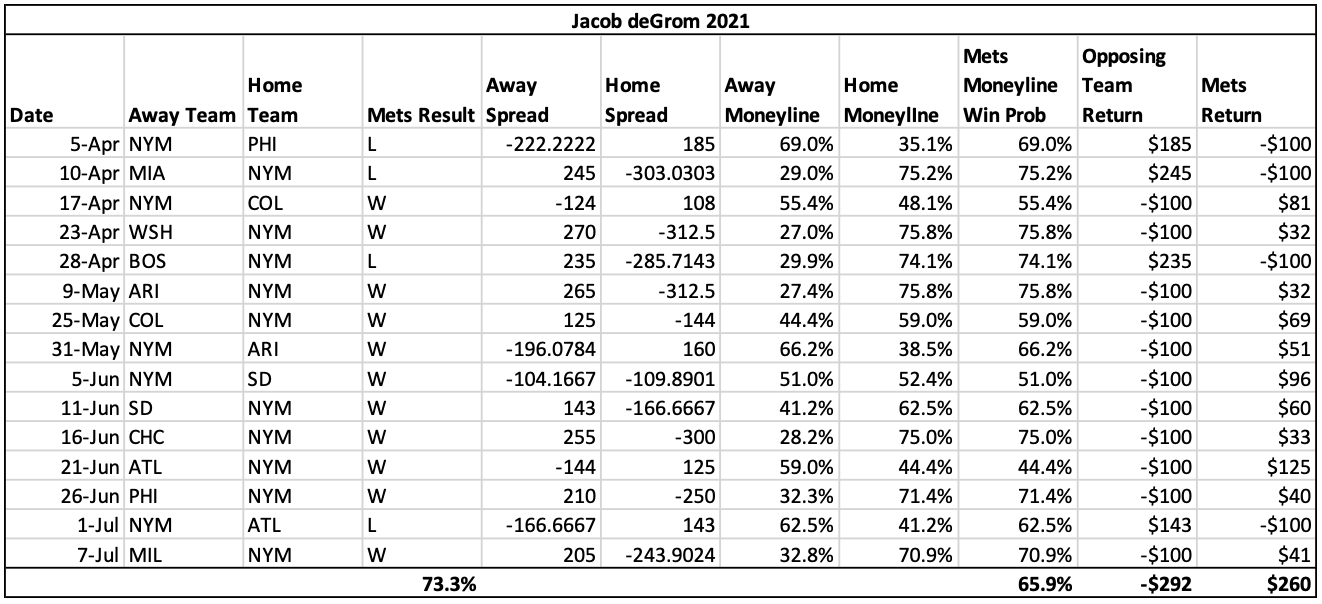 Jacob deGrom 2021
Date Away Team Home Team Mets Result Away Spread Home Spread Away Moneyline Home MoneylIne Mets Moneyline Win Prob Opposing Team Return Mets Return
5-Apr NYM PHI L -222.2222 185 69.0% 35.1% 69.0% $185 -$100
10-Apr MIA NYM L 245 -303.0303 29.0% 75.2% 75.2% $245 -$100
17-Apr NYM COL W -124 108 55.4% 48.1% 55.4% -$100 $81
23-Apr WSH NYM W 270 -312.5 27.0% 75.8% 75.8% -$100 $32
28-Apr BOS NYM L 235 -285.7143 29.9% 74.1% 74.1% $235 -$100
9-May ARI NYM W 265 -312.5 27.4% 75.8% 75.8% -$100 $32
25-May COL NYM W 125 -144 44.4% 59.0% 59.0% -$100 $69
31-May NYM ARI W -196.0784 160 66.2% 38.5% 66.2% -$100 $51
5-Jun NYM SD W -104.1667 -109.8901 51.0% 52.4% 51.0% -$100 $96
11-Jun SD NYM W 143 -166.6667 41.2% 62.5% 62.5% -$100 $60
16-Jun CHC NYM W 255 -300 28.2% 75.0% 75.0% -$100 $33
21-Jun ATL NYM W -144 125 59.0% 44.4% 44.4% -$100 $125
26-Jun PHI NYM W 210 -250 32.3% 71.4% 71.4% -$100 $40
1-Jul NYM ATL L -166.6667 143 62.5% 41.2% 62.5% $143 -$100
7-Jul MIL NYM W 205 -243.9024 32.8% 70.9% 70.9% -$100 $41
73.3% 65.9% -$292 $260